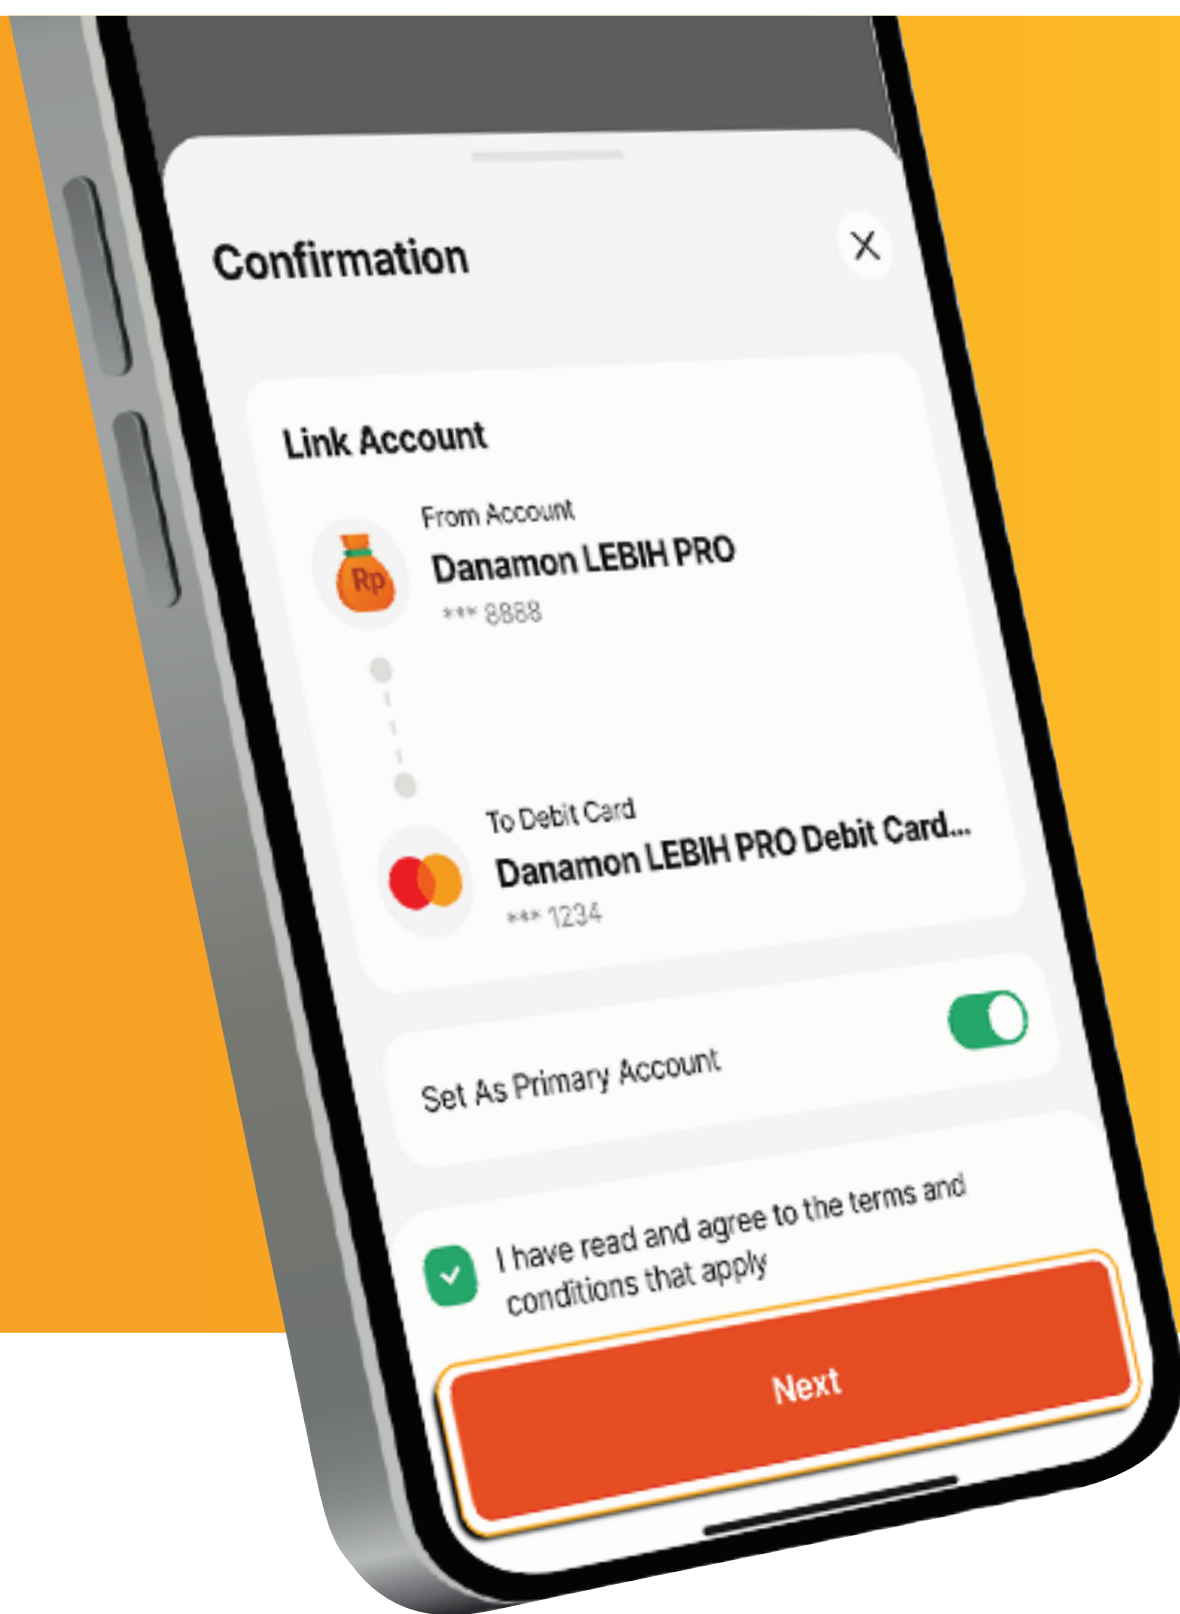 Confirmation
Link Account
From Account
Rp
Danamon LEBIH PRO
*** 8888
To Debit Card
Danamon LEBIH PRO Debit Card...
*** 1234
Set As Primary Account
I have read and agree to the terms and
conditions that apply
Next